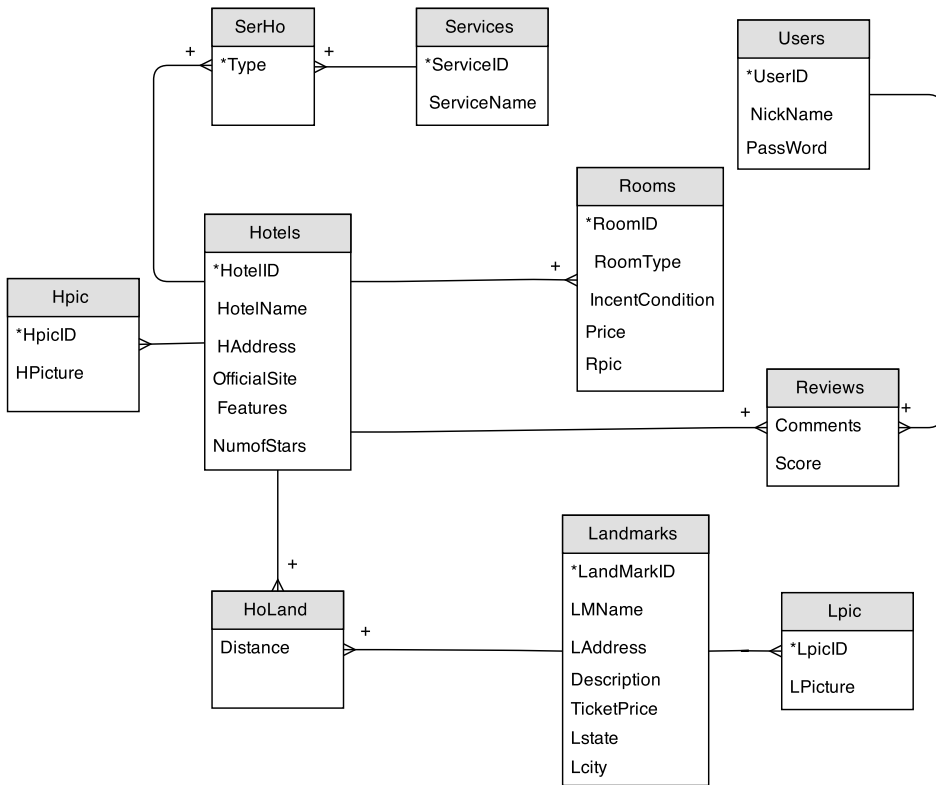 SerHo
*Type
Services
*ServiceID
ServiceName
Users
*UserID
NickName
PassWord
+
+
Rooms
*RoomID
RoomType
IncentCondition
Price
Rpic
+
Hotels
*HotelID
HotelName
HAddress
OfficialSite
Features
NumofStars
Hpic
*HpicID
HPicture
Reviews
Comments
Score
+
+
Landmarks
*LandMarkID
LMName
LAddress
Description
TicketPrice
Lstate
Lcity
+
HoLand
Distance
+
Lpic
*LpicID
LPicture